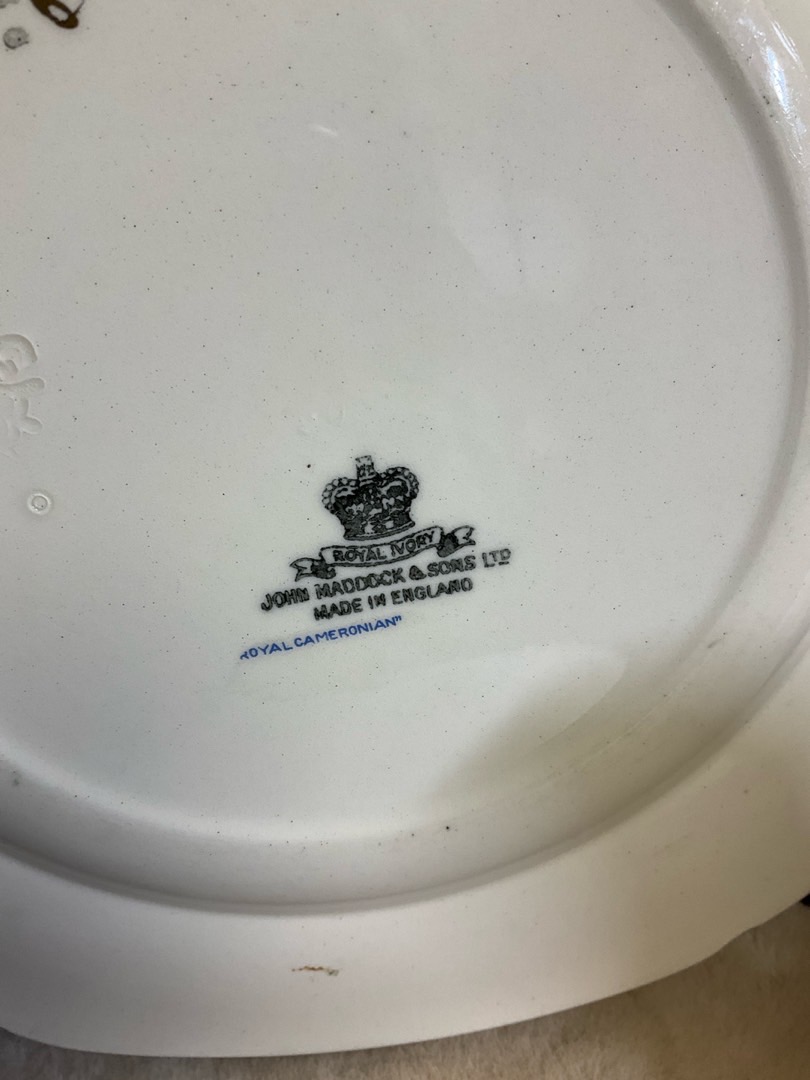 ROYAL IVORY
JOHN MADDOCK & SONS LTD
MADE IN ENGLAND
ROYAL CAMERONIAN"